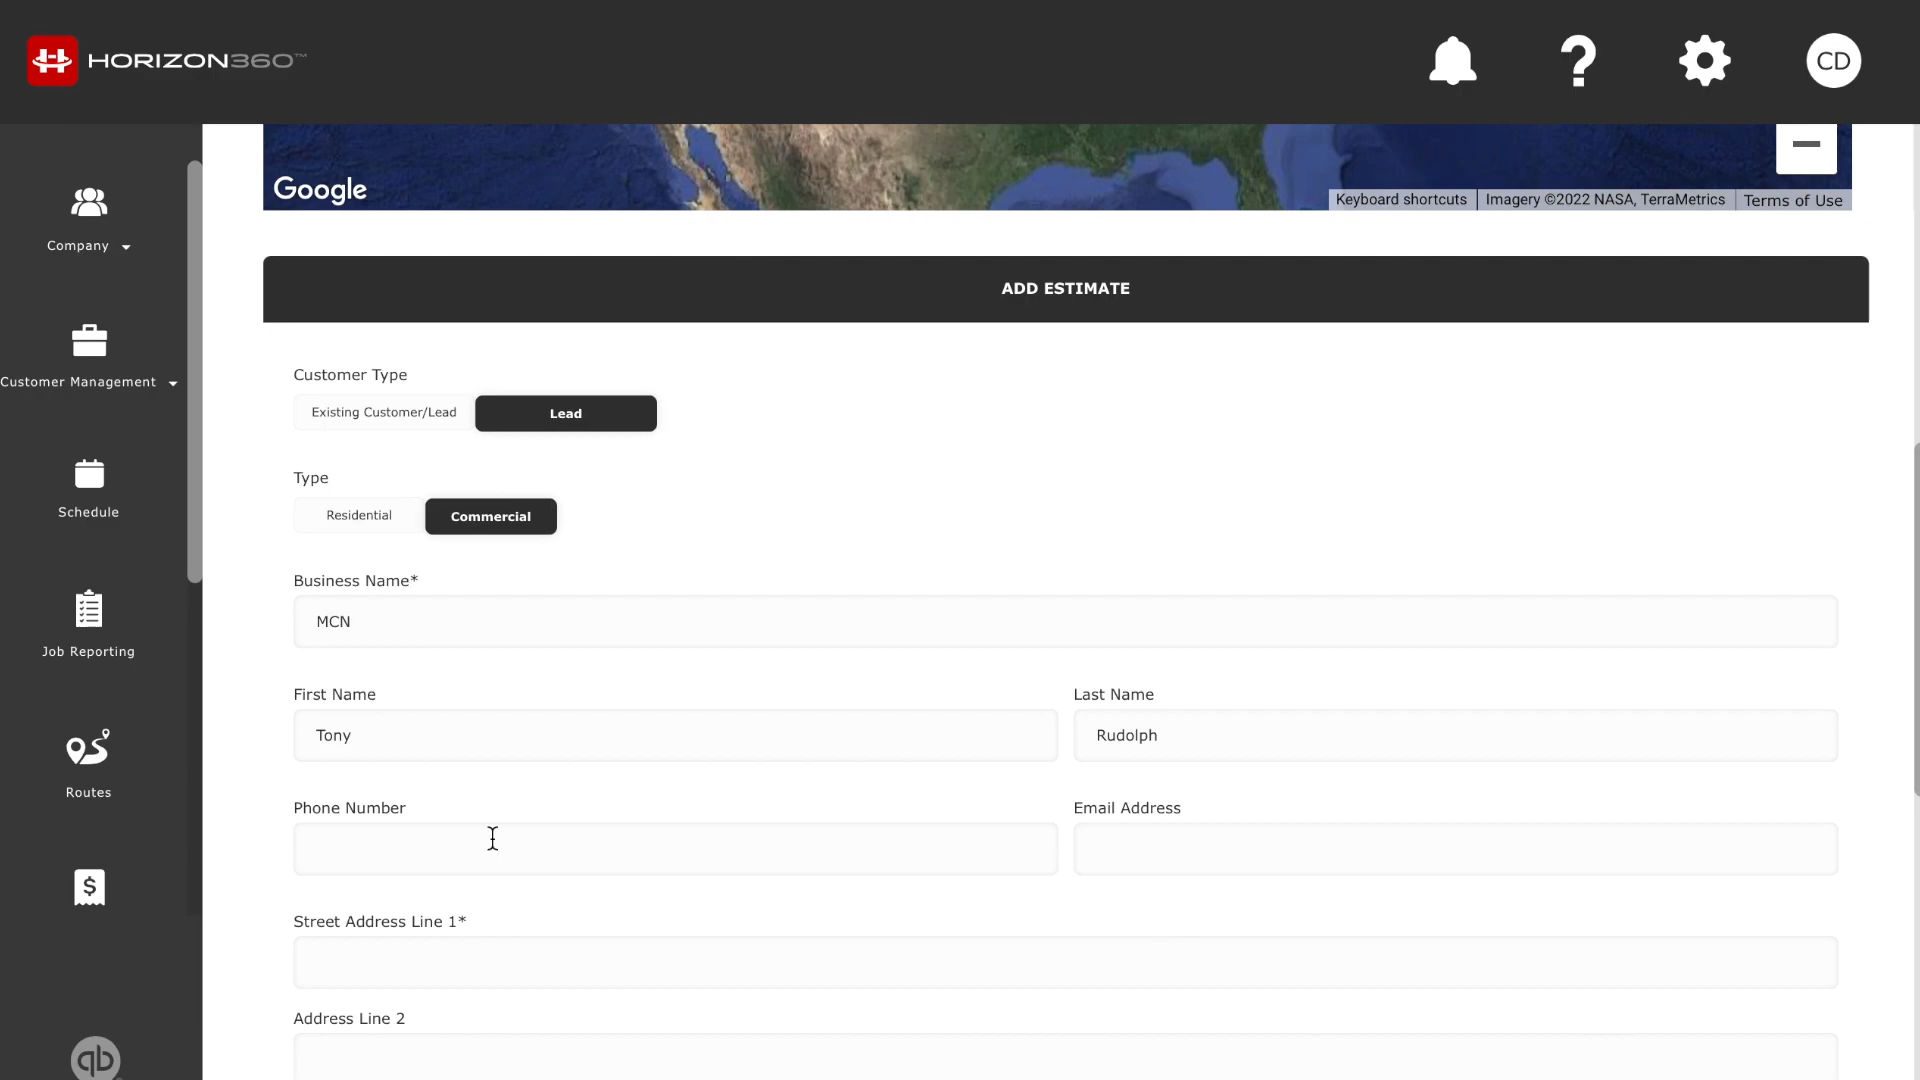 HORIZON360™
CD
Company
Customer Management
Schedule
Job Reporting
Routes
$
qb
Google
Keyboard shortcuts
Imagery ©2022 NASA, TerraMetrics
Terms of Use
ADD ESTIMATE
Customer Type
Existing Customer/Lead
Lead
Type
Residential
Commercial
Business Name*
MCN
First Name
Last Name
Tony
Rudolph
Phone Number
Email Address
Street Address Line 1*
Address Line 2